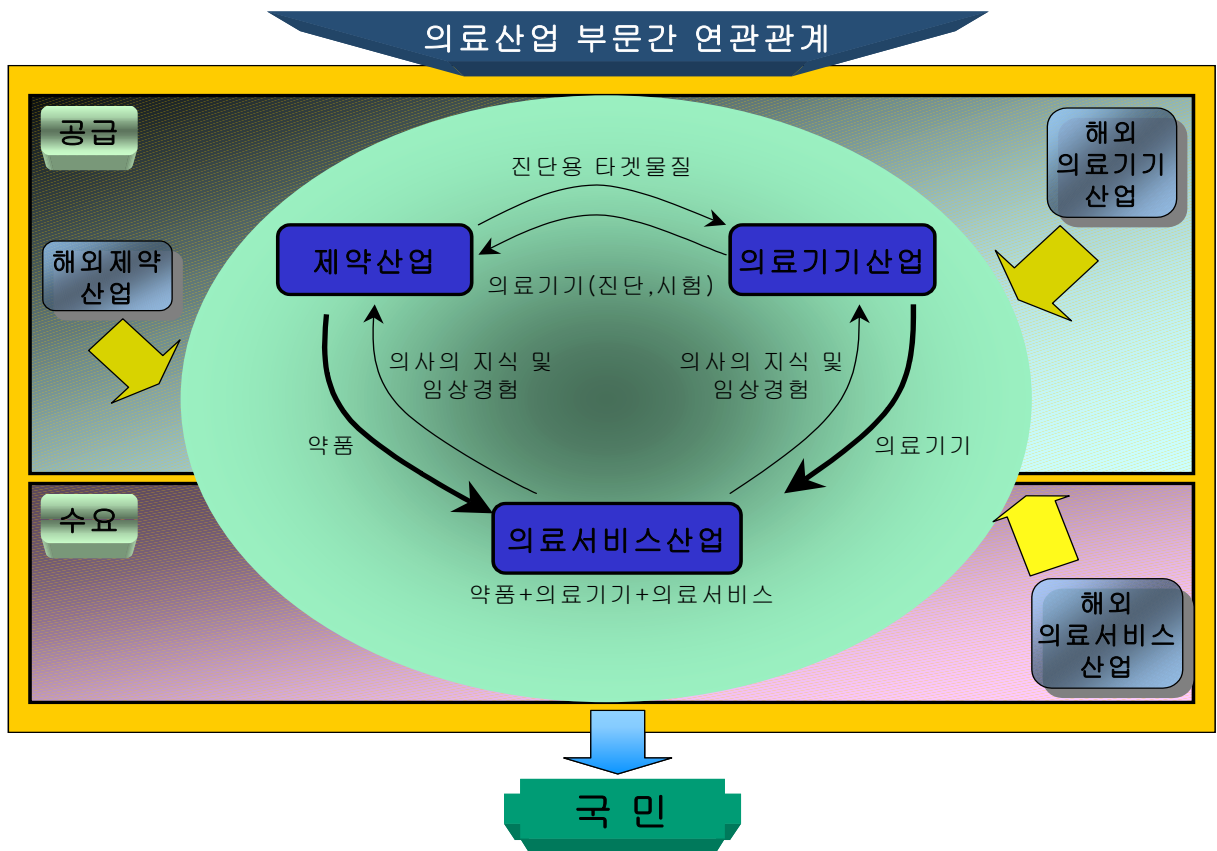 의료산업 부문간 연관관계
공급
해외
의료기기
산업
진단용 타겟물질
제약산업
의료기기산업
해외제약
산업
의료기기(진단,시험)
의사의 지식 및
임상경험
의사의 지식 및
임상경험
약품
의료기기
수요
의료서비스산업
약품+의료기기+의료서비스
해외
의료서비스
산업
국 민